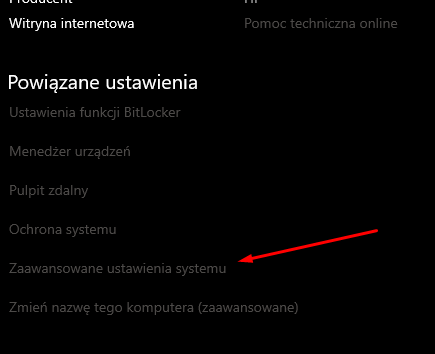 Producent HP
Witryna internetowa Pomoc techniczna online
Powiązane ustawienia
Ustawienia funkcji BitLocker
Menedżer urządzeń
Pulpit zdalny
Ochrona systemu
Zaawansowane ustawienia systemu
Zmień nazwę tego komputera (zaawansowane)